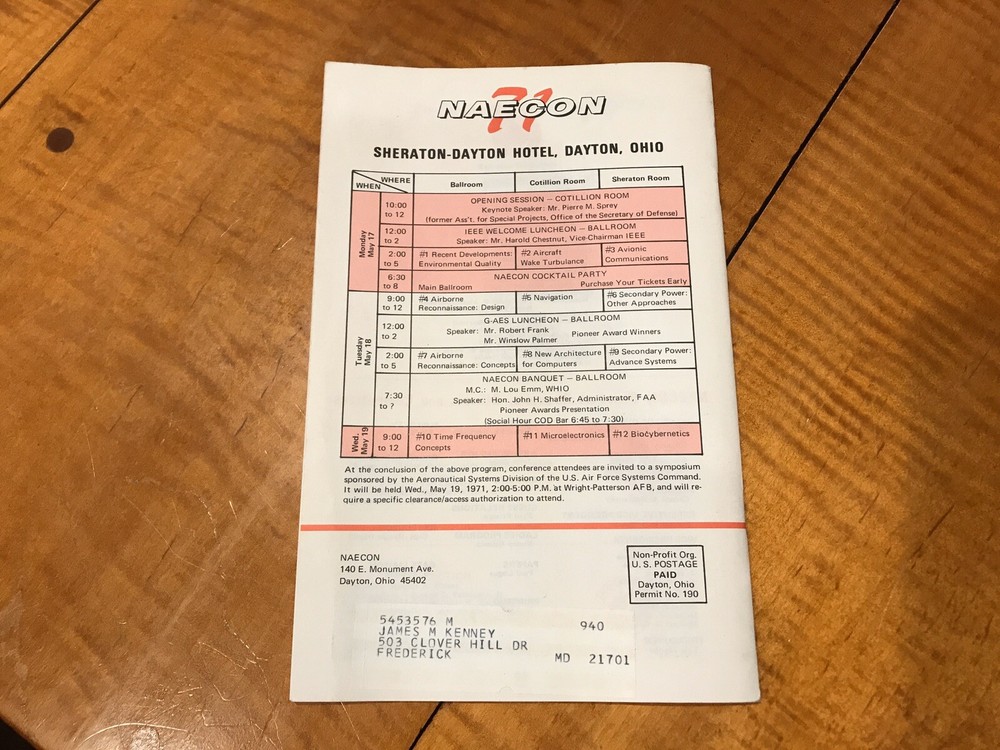 NAECON 71
SHERATON-DAYTON HOTEL, DAYTON, OHIO
WHEN WHERE Ballroom Cotillion Room Sheraton Room
Monday May 17
10:00 to 12
OPENING SESSION — COTILLION ROOM
Keynote Speaker: Mr. Pierre M. Sprey
(former Ass't. for Special Projects, Office of the Secretary of Defense)
12:00 to 2
IEEE WELCOME LUNCHEON — BALLROOM
Speaker: Mr. Harold Chestnut, Vice-Chairman IEEE
2:00 to 5
#1 Recent Developments:
Environmental Quality
#2 Aircraft
Wake Turbulance
#3 Avionic
Communications
6:30 to 8
NAECON COCKTAIL PARTY
Main Ballroom Purchase Your Tickets Early
Tuesday May 18
9:00 to 12
#4 Airborne
Reconnaissance: Design
#5 Navigation
#6 Secondary Power:
Other Approaches
12:00 to 2
G-AES LUNCHEON — BALLROOM
Speaker: Mr. Robert Frank Pioneer Award Winners
Mr. Winslow Palmer
2:00 to 5
#7 Airborne
Reconnaissance: Concepts
#8 New Architecture
for Computers
#9 Secondary Power:
Advance Systems
7:30 to ?
NAECON BANQUET — BALLROOM
M.C.: M. Lou Emm, WHIO
Speaker: Hon. John H. Shaffer, Administrator, FAA
Pioneer Awards Presentation
(Social Hour COD Bar 6:45 to 7:30)
Wed. May 19
9:00 to 12
#10 Time Frequency
Concepts
#11 Microelectronics
#12 Biocybernetics
At the conclusion of the above program, conference attendees are invited to a symposium
sponsored by the Aeronautical Systems Division of the U.S. Air Force Systems Command.
It will be held Wed., May 19, 1971, 2:00-5:00 P.M. at Wright-Patterson AFB, and will re-
quire a specific clearance/access authorization to attend.
NAECON
140 E. Monument Ave.
Dayton, Ohio 45402
Non-Profit Org.
U. S. POSTAGE
PAID
Dayton, Ohio
Permit No. 190
5453576 M 940
JAMES M KENNEY
503 CLOVER HILL DR
FREDERICK MD 21701